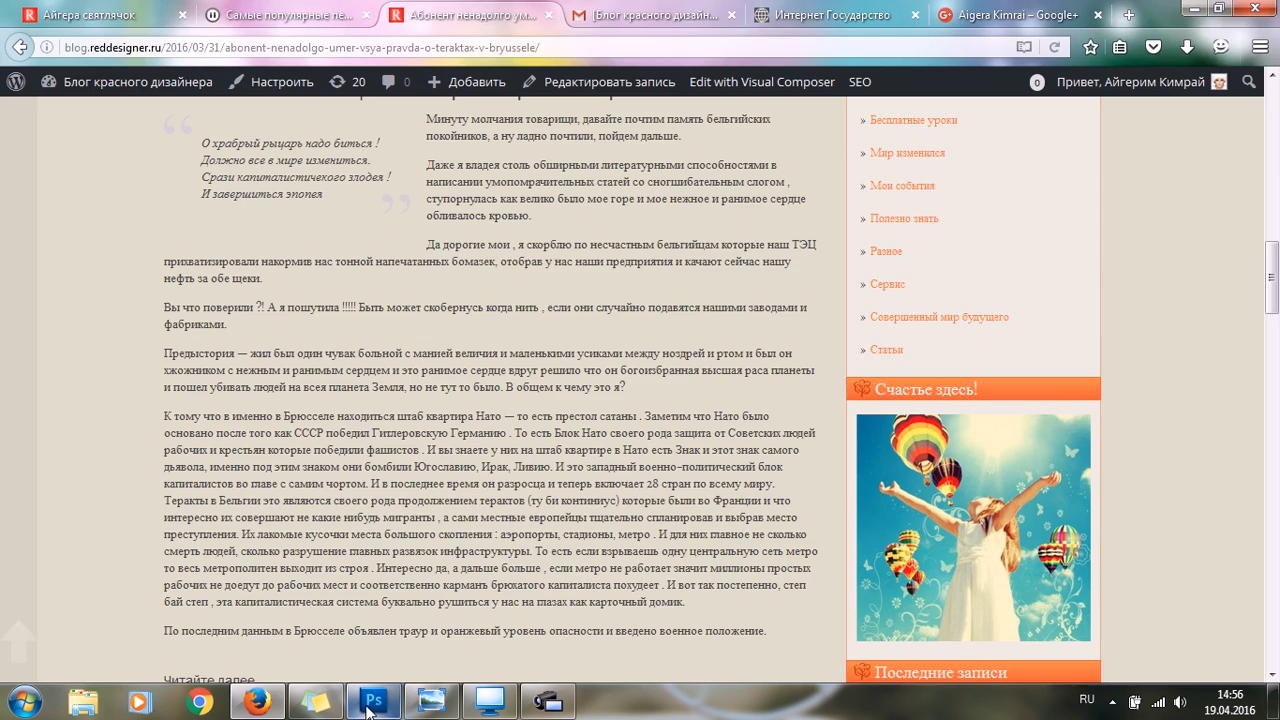 Айгера святлячок
Самые популярные пе...
Абонент ненадолго ум...
[Блог красного дизайн...
Интернет Государство
Aigera Kimrai – Google+
blog.reddesigner.ru/2016/03/31/abonent-nenadolgo-umer-vsya-pravda-o-teraktax-v-bryussele/
Блог красного дизайнера
Настроить
20
0
Добавить
Редактировать запись
Edit with Visual Composer
SEO
0
Привет, Айгерим Кимрай
О храбрый рыцарь надо биться !
Должно все в мире измениться.
Срази капиталистичекого злодея !
И завершиться эпопея
Минуту молчания товарищи, давайте почтим память бельгийских
покойников, а ну ладно почтили, пойдем дальше.
Даже я владея столь обширными литературными способностями в
написании умопомрачительных статей со сногшибательным слогом ,
ступорнулась как велико было мое горе и мое нежное и ранимое сердце
обливалось кровью.
Да дорогие мои , я скорблю по несчастным бельгийцам которые наш ТЭЦ
приватизировали накормив нас тонной напечатанных бомазек, отобрав у нас наши предприятия и качают сейчас нашу
нефть за обе щеки.
Вы что поверили ?! А я пошутила !!!!! Быть может скобернусь когда нить , если они случайно подавятся нашими заводами и
фабриками.
Предыстория — жил был один чувак больной с манией величия и маленькими усиками между ноздрей и ртом и был он
хжожником с нежным и ранимым сердцем и это ранимое сердце вдруг решило что он богоизбранная высшая раса планеты
и пошел убивать людей на всея планета Земля, но не тут то было. В общем к чему это я?
К тому что в именно в Брюсселе находиться штаб квартира Нато — то есть престол сатаны . Заметим что Нато было
основано после того как СССР победил Гитлеровскую Германию . То есть Блок Нато своего рода защита от Советских людей
рабочих и крестьян которые победили фашистов . И вы знаете у них на штаб квартире в Нато есть Знак и этот знак самого
дьявола, именно под этим знаком они бомбили Югославию, Ирак, Ливию. И это западный военно-политический блок
капиталистов во главе с самим чортом. И в последнее время он разросца и теперь включает 28 стран по всему миру.
Теракты в Бельгии это являются своего рода продолжением терактов (ту би континиус) которые были во Франции и что
интересно их совершают не какие нибудь мигранты , а сами местные европейцы тщательно спланировав и выбрав место
преступления. Их лакомые кусочки места большого скопления : аэропорты, стадионы, метро . И для них главное не сколько
смерть людей, сколько разрушение главных развязок инфраструктуры. То есть если взрываешь одну центральную сеть метро
то весь метрополитен выходит из строя . Интересно да, а дальше больше , если метро не работает значит миллионы простых
рабочих не доедут до рабочих мест и соответственно карманъ брюхатого капиталиста похудеет . И вот так постепенно, степ
бай степ , эта капиталистическая система буквально рушиться у нас на глазах как карточный домик.
По последним данным в Брюсселе объявлен траур и оранжевый уровень опасности и введено военное положение.
Читайте далее
» Бесплатные уроки
» Мир изменился
» Мои события
» Полезно знать
» Разное
» Сервис
» Совершенный мир будущего
» Статьи
Счастье здесь!
Последние записи
Ps
RU
14:56
19.04.2016